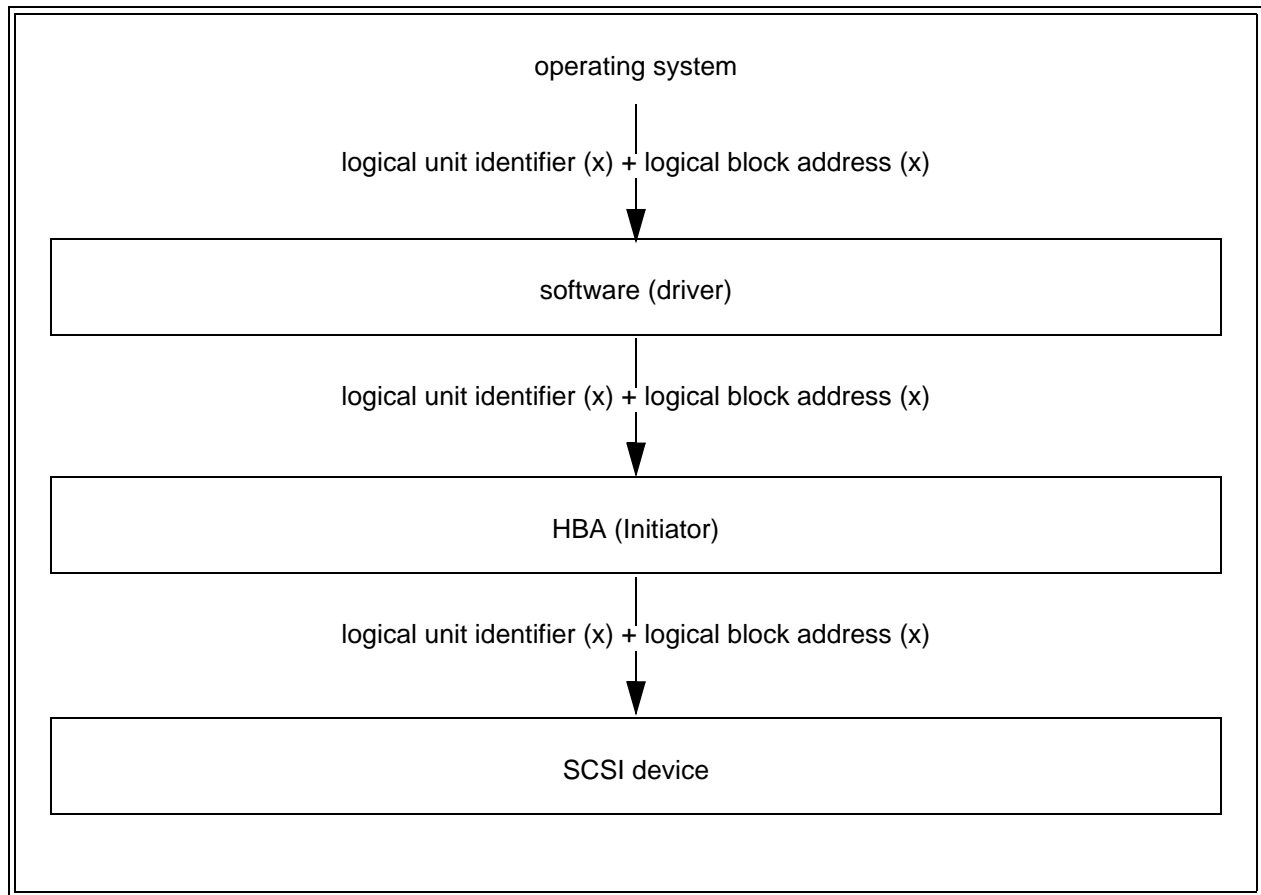 operating system
logical unit identifier (x) + logical block address (x)
software (driver)
logical unit identifier (x) + logical block address (x)
HBA (Initiator)
logical unit identifier (x) + logical block address (x)
SCSI device